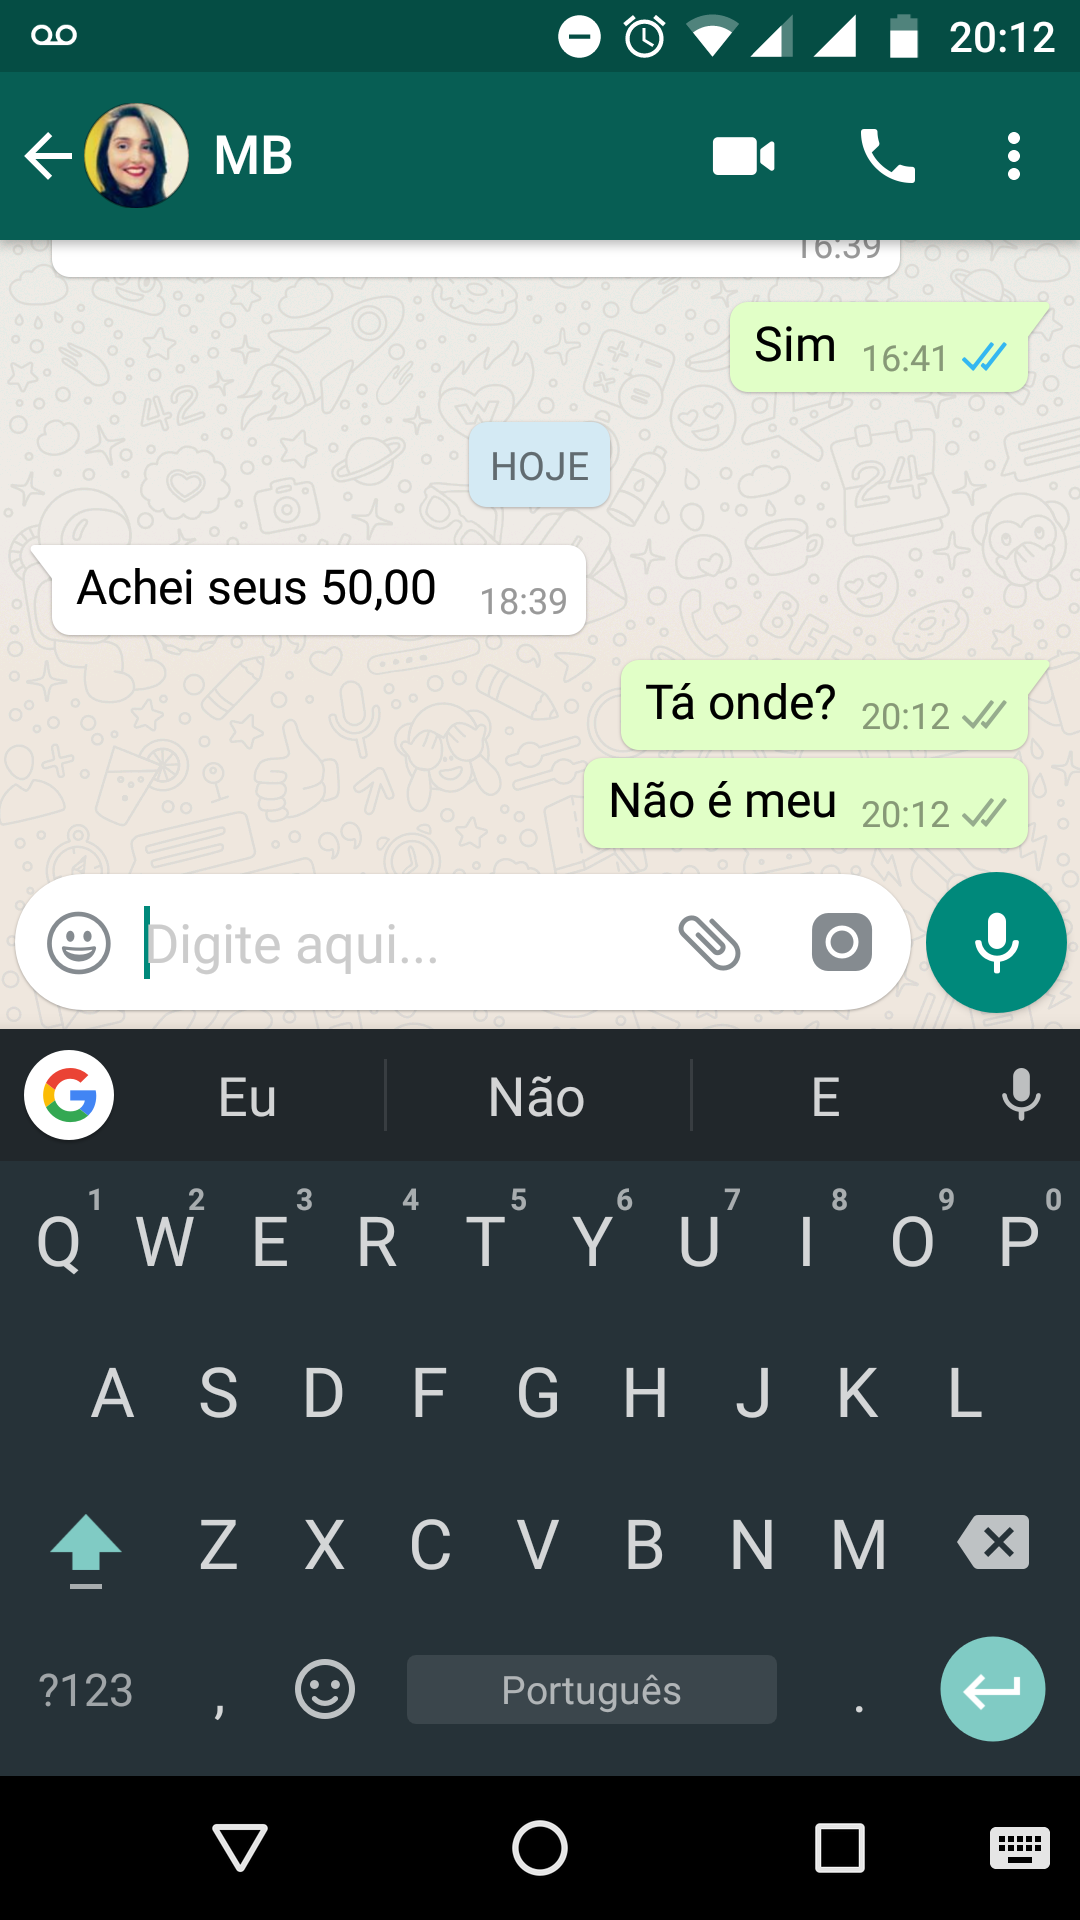 20:12
MB
16:39
Sim 16:41
HOJE
Achei seus 50,00 18:39
Tá onde? 20:12
Não é meu 20:12
Digite aqui...
Eu Não E
1 2 3 4 5 6 7 8 9 0
Q W E R T Y U I O P
A S D F G H J K L
Z X C V B N M
?123 , Português .